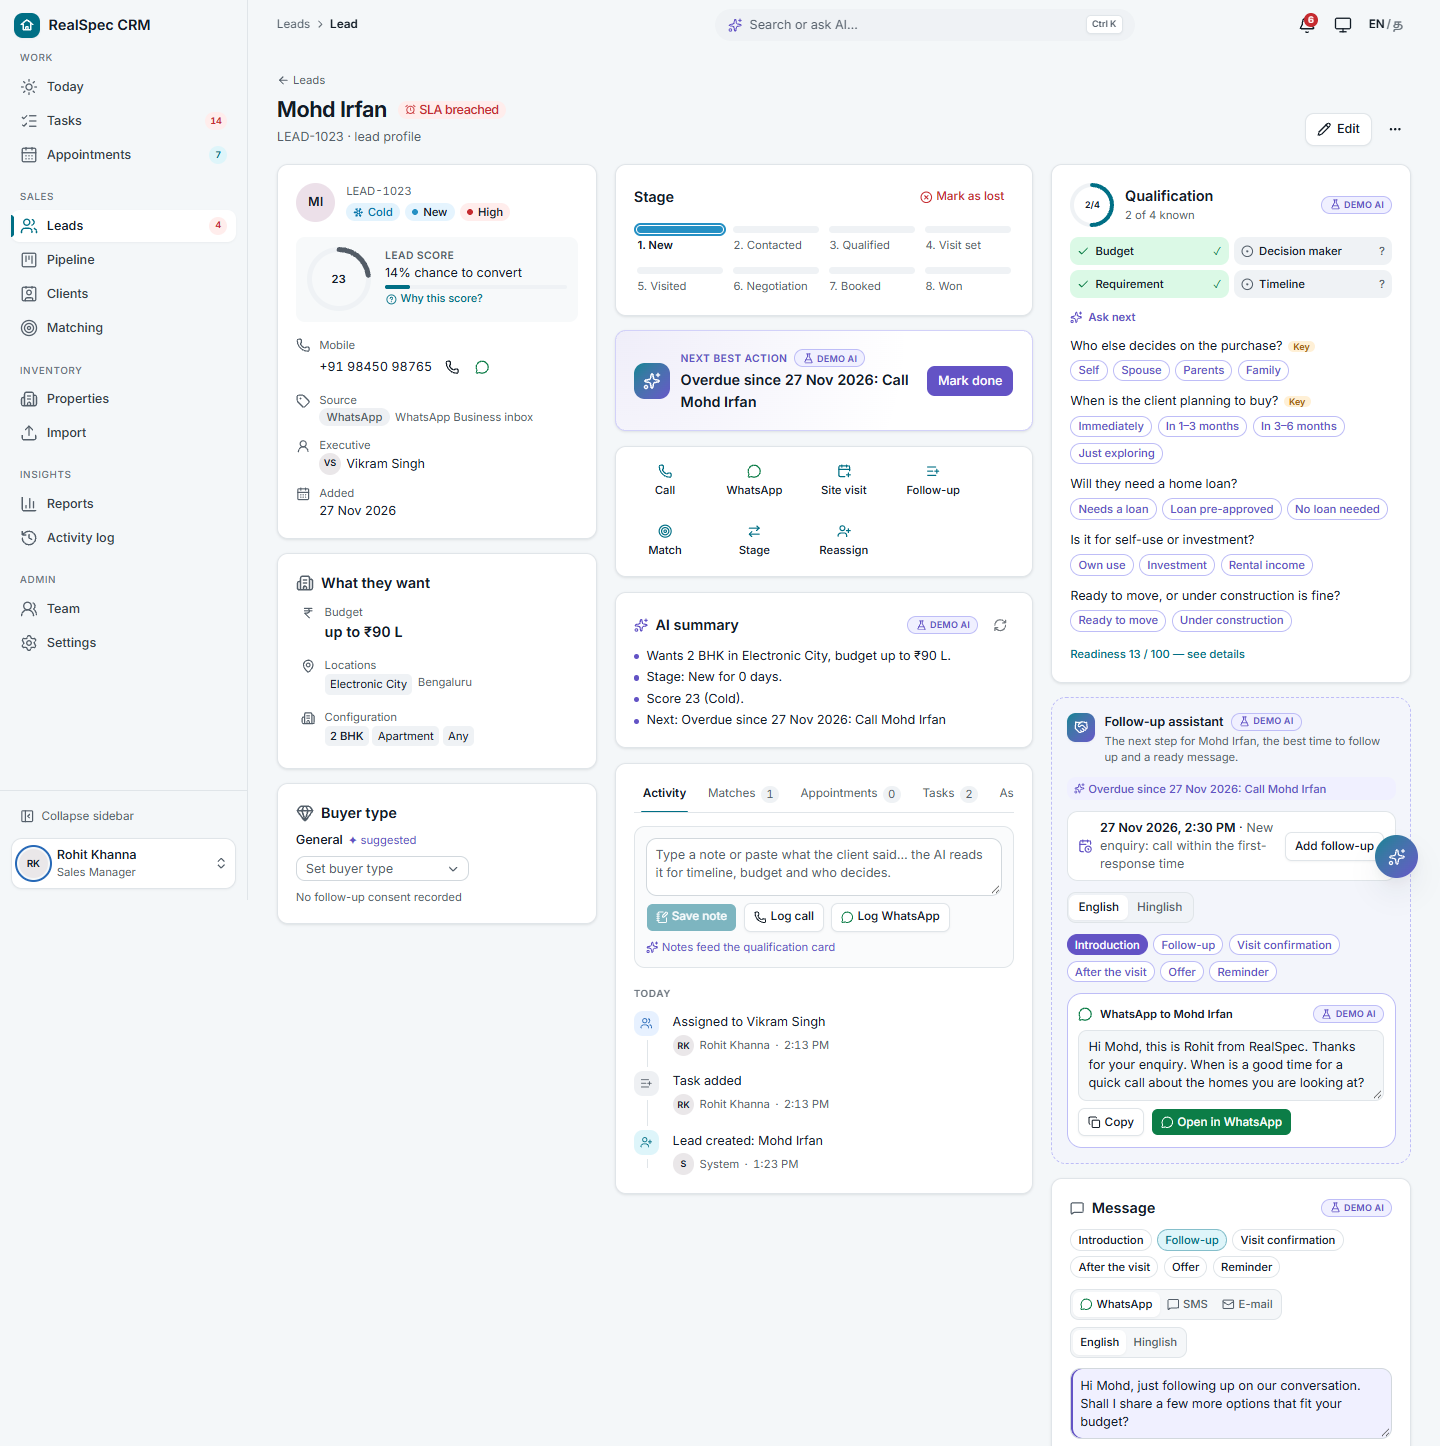 RealSpec CRM
WORK
Today
Tasks 14
Appointments 7
SALES
Leads 4
Pipeline
Clients
Matching
INVENTORY
Properties
Import
INSIGHTS
Reports
Activity log
ADMIN
Team
Settings
Collapse sidebar
RK
Rohit Khanna
Sales Manager
Leads > Lead
Search or ask AI...
Ctrl K
6
EN / த
← Leads
Mohd Irfan
SLA breached
LEAD-1023 · lead profile
Edit
MI
LEAD-1023
Cold
New
High
23
LEAD SCORE
14% chance to convert
Why this score?
Mobile
+91 98450 98765
Source
WhatsApp WhatsApp Business inbox
Executive
VS Vikram Singh
Added
27 Nov 2026
What they want
₹ Budget
up to ₹90 L
Locations
Electronic City Bengaluru
Configuration
2 BHK Apartment Any
Buyer type
General ✦ suggested
Set buyer type
No follow-up consent recorded
Stage
Mark as lost
1. New
2. Contacted
3. Qualified
4. Visit set
5. Visited
6. Negotiation
7. Booked
8. Won
NEXT BEST ACTION DEMO AI
Overdue since 27 Nov 2026: Call
Mohd Irfan
Mark done
Call
WhatsApp
Site visit
Follow-up
Match
Stage
Reassign
AI summary DEMO AI
Wants 2 BHK in Electronic City, budget up to ₹90 L.
Stage: New for 0 days.
Score 23 (Cold).
Next: Overdue since 27 Nov 2026: Call Mohd Irfan
Activity
Matches 1
Appointments 0
Tasks 2
As
Type a note or paste what the client said... the AI reads
it for timeline, budget and who decides.
Save note
Log call
Log WhatsApp
Notes feed the qualification card
TODAY
Assigned to Vikram Singh
RK Rohit Khanna · 2:13 PM
Task added
RK Rohit Khanna · 2:13 PM
Lead created: Mohd Irfan
S System · 1:23 PM
2/4
Qualification
2 of 4 known
DEMO AI
Budget ✓
Decision maker ?
Requirement ✓
Timeline ?
Ask next
Who else decides on the purchase? Key
Self Spouse Parents Family
When is the client planning to buy? Key
Immediately In 1–3 months In 3–6 months
Just exploring
Will they need a home loan?
Needs a loan Loan pre-approved No loan needed
Is it for self-use or investment?
Own use Investment Rental income
Ready to move, or under construction is fine?
Ready to move Under construction
Readiness 13 / 100 — see details
Follow-up assistant DEMO AI
The next step for Mohd Irfan, the best time to follow
up and a ready message.
Overdue since 27 Nov 2026: Call Mohd Irfan
27 Nov 2026, 2:30 PM · New
enquiry: call within the first-
response time
Add follow-up
English Hinglish
Introduction Follow-up Visit confirmation
After the visit Offer Reminder
WhatsApp to Mohd Irfan DEMO AI
Hi Mohd, this is Rohit from RealSpec. Thanks
for your enquiry. When is a good time for a
quick call about the homes you are looking at?
Copy
Open in WhatsApp
Message DEMO AI
Introduction Follow-up Visit confirmation
After the visit Offer Reminder
WhatsApp SMS E-mail
English Hinglish
Hi Mohd, just following up on our conversation.
Shall I share a few more options that fit your
budget?